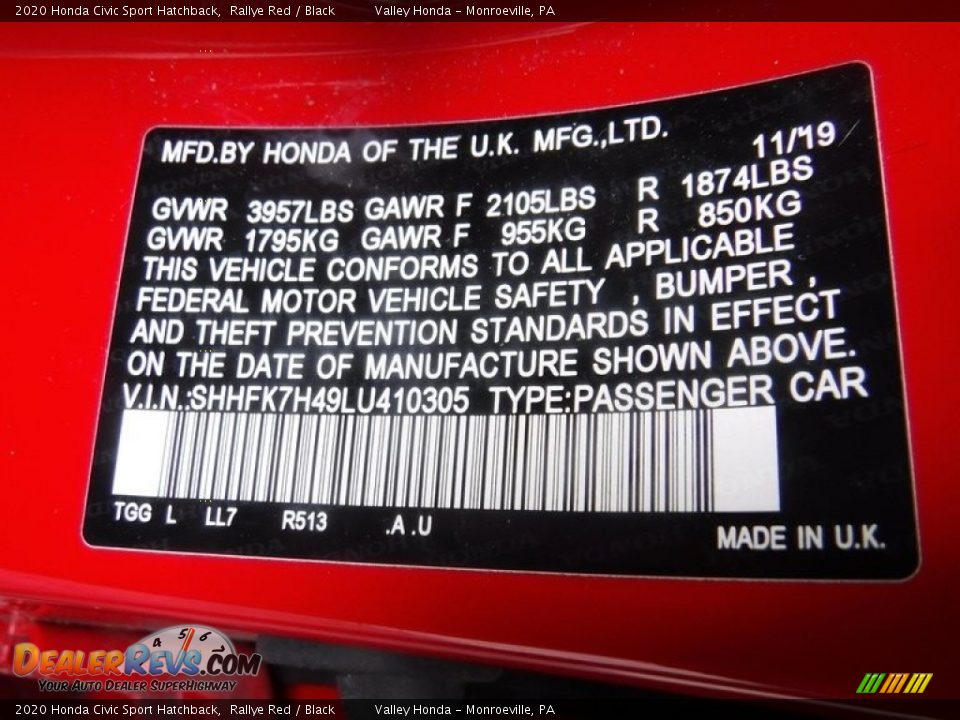 2020 Honda Civic Sport Hatchback, Rallye Red / Black Valley Honda - Monroeville, PA
MFD.BY HONDA OF THE U.K. MFG.,LTD.
11/'19
GVWR 3957LBS GAWR F 2105LBS R 1874LBS
GVWR 1795KG GAWR F 955KG R 850KG
THIS VEHICLE CONFORMS TO ALL APPLICABLE
FEDERAL MOTOR VEHICLE SAFETY , BUMPER ,
AND THEFT PREVENTION STANDARDS IN EFFECT
ON THE DATE OF MANUFACTURE SHOWN ABOVE.
V.I.N.:SHHFK7H49LU410305 TYPE:PASSENGER CAR
TGG L LL7 R513 .A .U
MADE IN U.K.
4 5 6
DEALERREVS.COM
YOUR AUTO DEALER SUPERHIGHWAY
2020 Honda Civic Sport Hatchback, Rallye Red / Black Valley Honda - Monroeville, PA